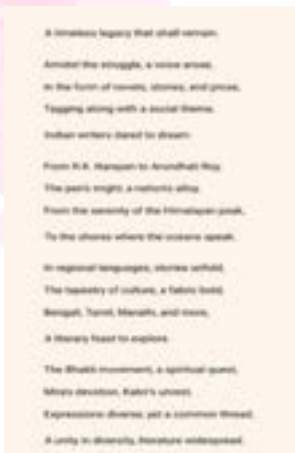 A timeless legacy that shall remain.
Amidst the struggle, a voice arose,
In the form of novels, stories, and prose,
Tagging along with a social theme,
Indian writers dared to dream.
From R.K. Narayan to Arundhati Roy,
The pen's might, a nation's alloy,
From the serenity of the Himalayan peak,
To the shores where the oceans speak.
In regional languages, stories unfold,
The tapestry of culture, a fabric bold,
Bengali, Tamil, Marathi, and more,
A literary feast to explore.
The Bhakti movement, a spiritual quest,
Mira's devotion, Kabir's unrest,
Expressions diverse, yet a common thread,
A unity in diversity, literature widespread.